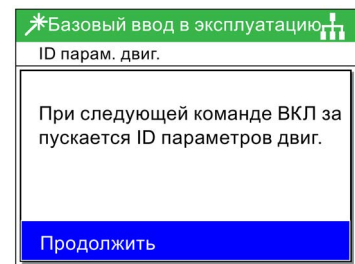 Базовый ввод в эксплуатацию
ID парам. двиг.
При следующей команде ВКЛ за
пускается ID параметров двиг.
Продолжить